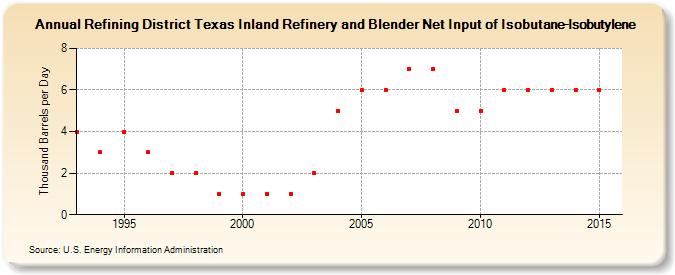 Annual Refining District Texas Inland Refinery and Blender Net Input of Isobutane-Isobutylene
Thousand Barrels per Day
8
6
4
2
0
1995 2000 2005 2010 2015
Source: U.S. Energy Information Administration